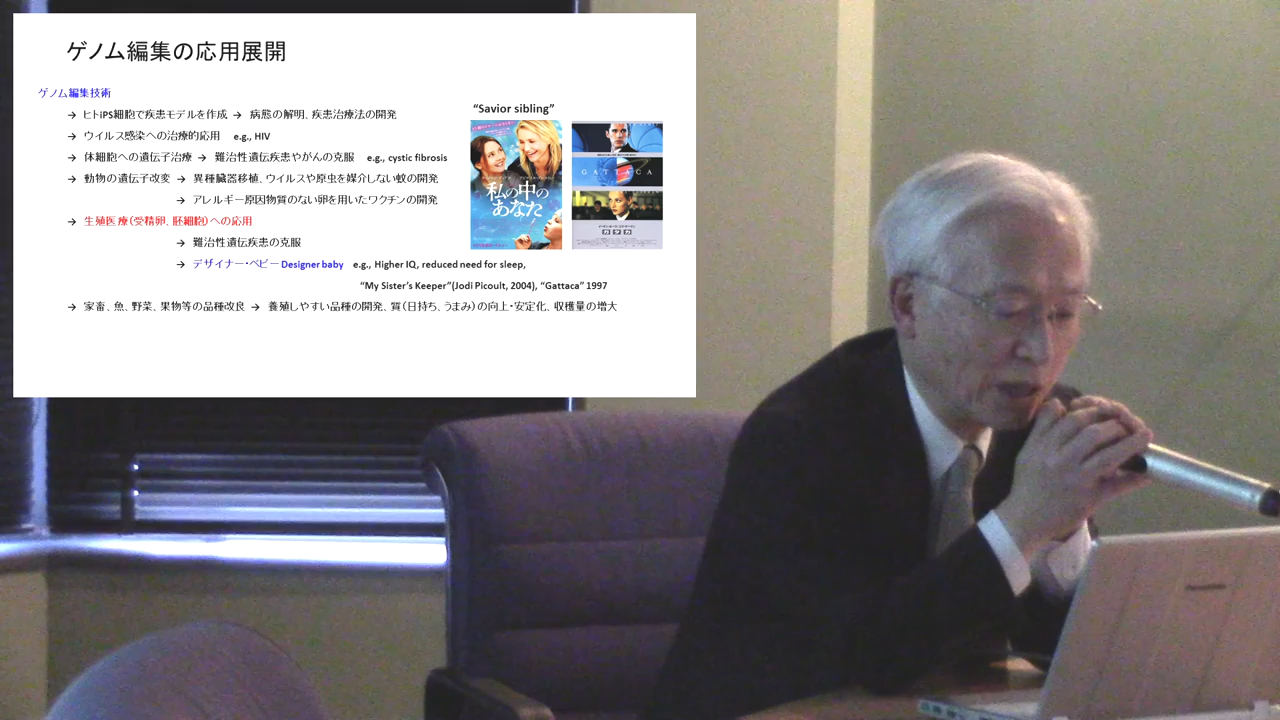 ゲノム編集の応用展開
ゲノム編集技術
→ ヒトiPS細胞で疾患モデルを作成 → 病態の解明、疾患治療法の開発
→ ウイルス感染への治療的応用 e.g., HIV
→ 体細胞への遺伝子治療 → 難治性遺伝疾患やがんの克服 e.g., cystic fibrosis
→ 動物の遺伝子改変 → 異種臓器移植、ウイルスや原虫を媒介しない蚊の開発
→ アレルギー原因物質のない卵を用いたワクチンの開発
→ 生殖医療(受精卵、胚細胞)への応用
→ 難治性遺伝疾患の克服
→ デザイナー・ベビー Designer baby e.g., Higher IQ, reduced need for sleep,
"My Sister's Keeper"(Jodi Picoult, 2004), "Gattaca" 1997
→ 家畜、魚、野菜、果物等の品種改良 → 養殖しやすい品種の開発、質(日持ち、うまみ)の向上・安定化、収穫量の増大
"Savior sibling"
私の中の
あなた
GATTACA
ガタカ